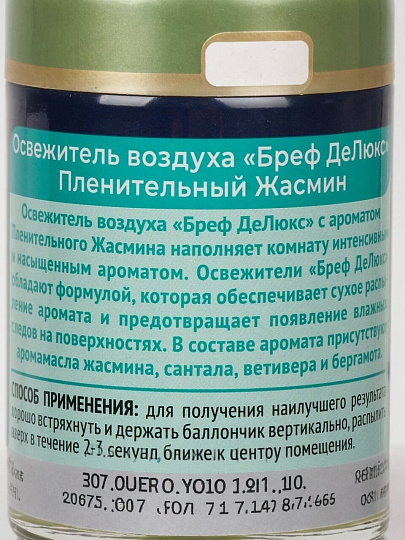 Освежитель воздуха «Бреф ДеЛюкс»
Пленительный Жасмин
Освежитель воздуха «Бреф ДеЛюкс» с ароматом
Пленительного Жасмина наполняет комнату интенсивным
и насыщенным ароматом. Освежители «Бреф ДеЛюкс»
обладают формулой, которая обеспечивает сухое распы-
ление аромата и предотвращает появление влажных
следов на поверхностях. В составе аромата присутствуют
аромамасла жасмина, сантала, ветивера и бергамота.
СПОСОБ ПРИМЕНЕНИЯ: для получения наилучшего результата
хорошо встряхнуть и держать баллончик вертикально, распылить
вверх в течение 2-3 секунд, ближе к центру помещения.